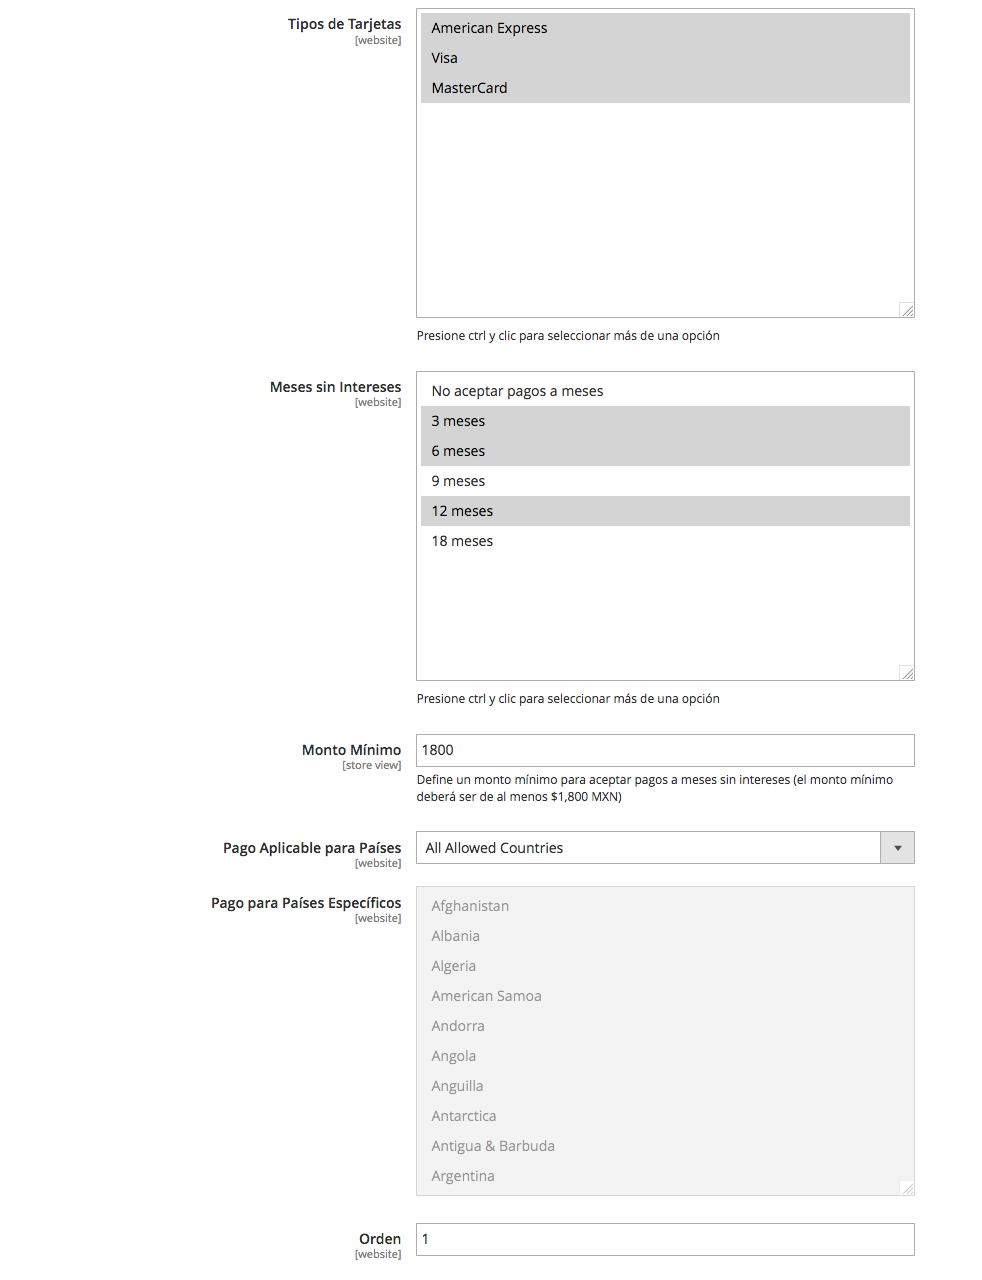 Tipos de Tarjetas
[website]
American Express
Visa
MasterCard
Presione ctrl y clic para seleccionar más de una opción
Meses sin Intereses
[website]
No aceptar pagos a meses
3 meses
6 meses
9 meses
12 meses
18 meses
Presione ctrl y clic para seleccionar más de una opción
Monto Mínimo
[store view]
1800
Define un monto mínimo para aceptar pagos a meses sin intereses (el monto mínimo
deberá ser de al menos $1,800 MXN)
Pago Aplicable para Países
[website]
All Allowed Countries
Pago para Países Específicos
[website]
Afghanistan
Albania
Algeria
American Samoa
Andorra
Angola
Anguilla
Antarctica
Antigua & Barbuda
Argentina
Orden
[website]
1